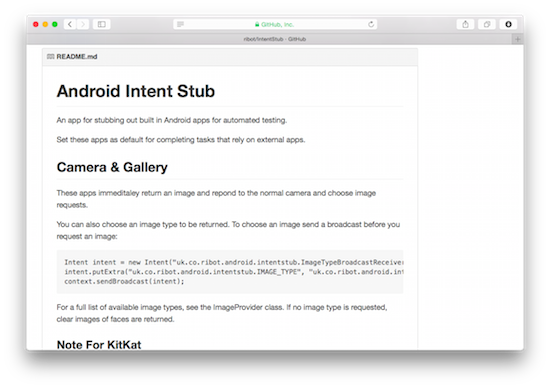 GitHub, Inc.
ribot/IntentStub · GitHub
README.md
Android Intent Stub
An app for stubbing out built in Android apps for automated testing.
Set these apps as default for completing tasks that rely on external apps.
Camera & Gallery
These apps immeditaley return an image and repond to the normal camera and choose image
requests.
You can also choose an image type to be returned. To choose an image send a broadcast before you
request an image:
Intent intent = new Intent("uk.co.ribot.android.intentstub.ImageTypeBroadcastReceiver
intent.putExtra("uk.co.ribot.android.intentstub.IMAGE_TYPE", "uk.co.ribot.android.int
context.sendBroadcast(intent);
For a full list of available image types, see the ImageProvider class. If no image type is requested,
clear images of faces are returned.
Note For KitKat